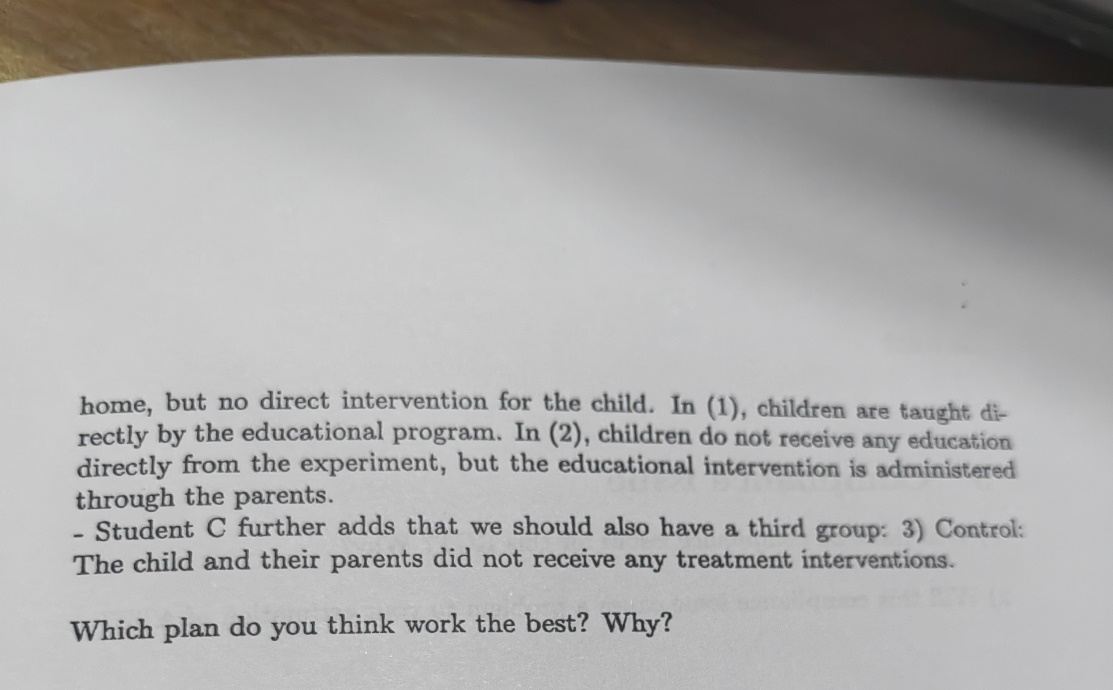 home, but no direct intervention for the child. In (1), children are taught di-
rectly by the educational program. In (2), children do not receive any education
directly from the experiment, but the educational intervention is administered
through the parents.
- Student C further adds that we should also have a third group: 3) Control:
The child and their parents did not receive any treatment interventions.
Which plan do you think work the best? Why?